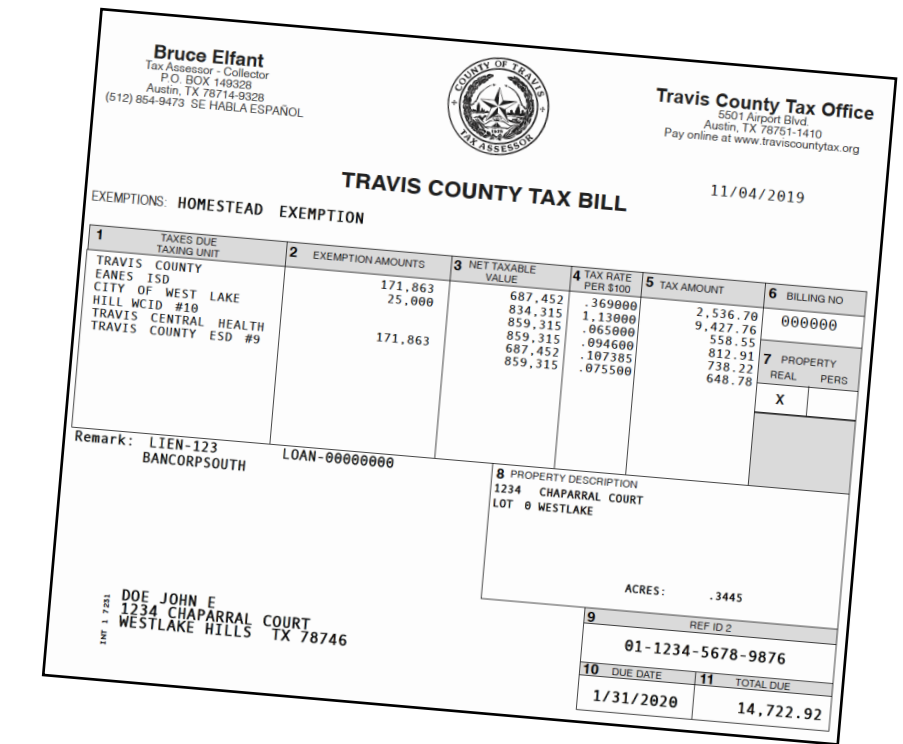 Bruce Elfant
Tax Assessor - Collector
P.O. BOX 149328
Austin, TX 78714-9328
(512) 854-9473 SE HABLA ESPAÑOL
COUNTY OF TRAVIS
TAX ASSESSOR
Travis County Tax Office
5501 Airport Blvd.
Austin, TX 78751-1410
Pay online at www.traviscountytax.org
TRAVIS COUNTY TAX BILL
11/04/2019
EXEMPTIONS: HOMESTEAD EXEMPTION
1 TAXES DUE TAXING UNIT 2 EXEMPTION AMOUNTS 3 NET TAXABLE VALUE 4 TAX RATE PER $100 5 TAX AMOUNT 6 BILLING NO
TRAVIS COUNTY 171,863 687,452 .369000 2,536.70
EANES ISD 25,000 834,315 1,13000 9,427.76
CITY OF WEST LAKE 859,315 .065000 558.55
HILL WCID #10 859,315 .094600 812.91
TRAVIS CENTRAL HEALTH 171,863 687,452 .107385 738.22
TRAVIS COUNTY ESD #9 859,315 .075500 648.78
000000
7 PROPERTY
REAL PERS
X
Remark: LIEN-123 LOAN-00000000
BANCORPSOUTH
8 PROPERTY DESCRIPTION
1234 CHAPARRAL COURT
LOT 0 WESTLAKE
ACRES: .3445
INT 1 7231
DOE JOHN E
1234 CHAPARRAL COURT
WESTLAKE HILLS TX 78746
9 REF ID 2
01-1234-5678-9876
10 DUE DATE 11 TOTAL DUE
1/31/2020 14,722.92